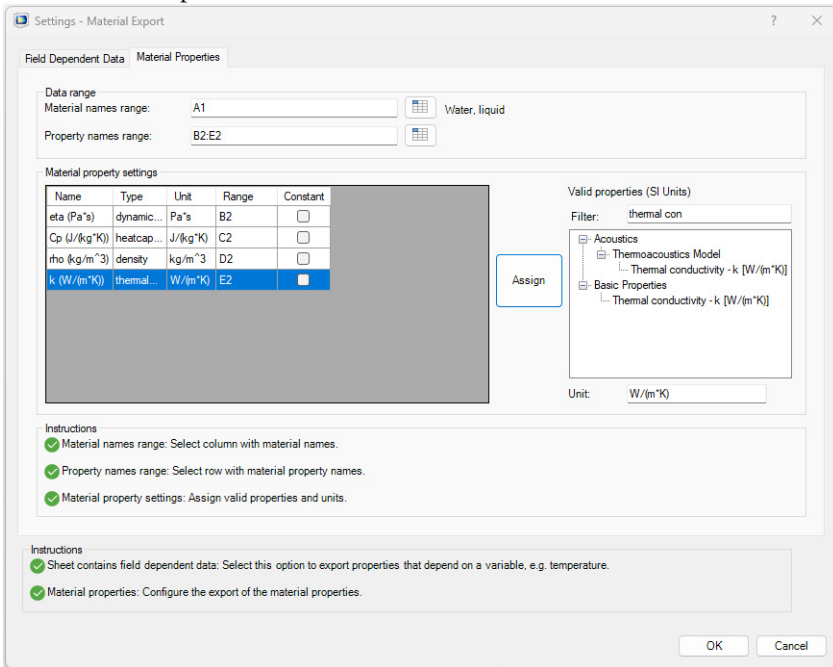 Settings - Material Export
Field Dependent Data Material Properties
Data range
Material names range: A1 Water, liquid
Property names range: B2:E2
Material property settings
Name Type Unit Range Constant
eta (Pa*s) dynamic... Pa*s B2
Cp (J/(kg*K)) heatcap... J/(kg*K) C2
rho (kg/m^3) density kg/m^3 D2
k (W/(m*K)) thermal... W/(m*K) E2
Assign
Valid properties (SI Units)
Filter: thermal con
Acoustics
Thermoacoustics Model
Thermal conductivity - k [W/(m*K)]
Basic Properties
Thermal conductivity - k [W/(m*K)]
Unit: W/(m*K)
Instructions
Material names range: Select column with material names.
Property names range: Select row with material property names.
Material property settings: Assign valid properties and units.
Instructions
Sheet contains field dependent data: Select this option to export properties that depend on a variable, e.g. temperature.
Material properties: Configure the export of the material properties.
OK Cancel